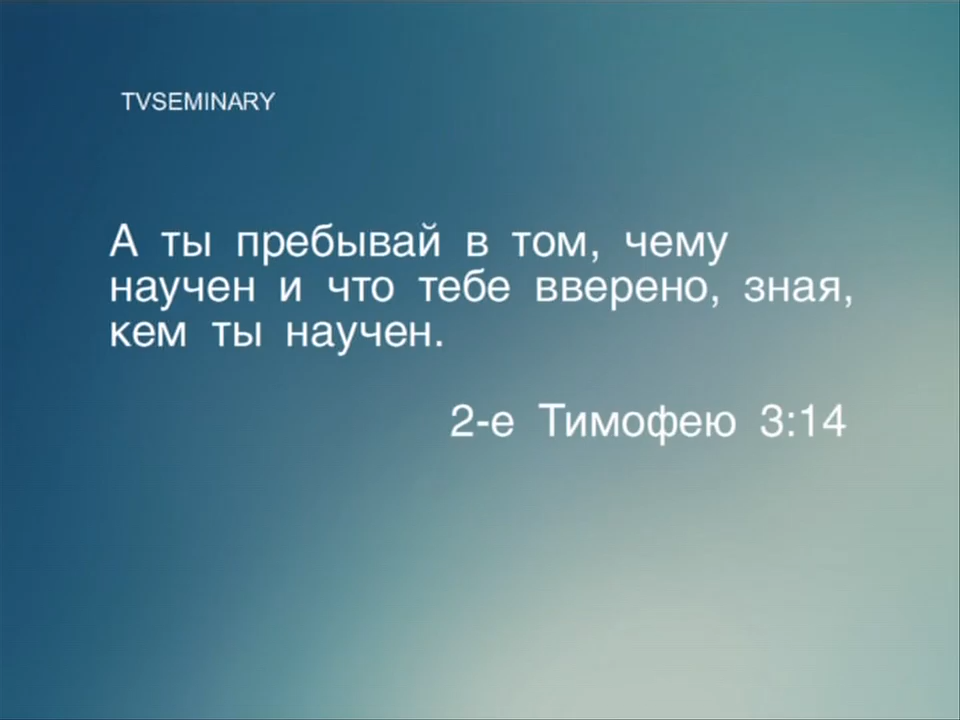 TVSEMINARY
А ты пребывай в том, чему
научен и что тебе вверено, зная,
кем ты научен.
2-е Тимофею 3:14